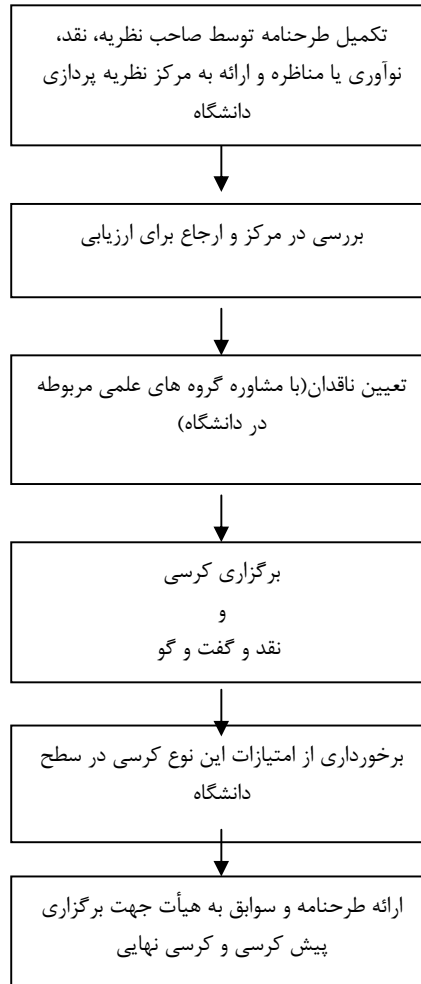 تکمیل طرحنامه توسط صاحب نظریه، نقد،
نوآوری یا مناظره و ارائه به مرکز نظریه پردازی
دانشگاه
بررسی در مرکز و ارجاع برای ارزیابی
تعیین ناقدان(با مشاوره گروه های علمی مربوطه
در دانشگاه)
برگزاری کرسی
و
نقد و گفت و گو
برخورداری از امتیازات این نوع کرسی در سطح
دانشگاه
ارائه طرحنامه و سوابق به هیأت جهت برگزاری
پیش کرسی و کرسی نهایی